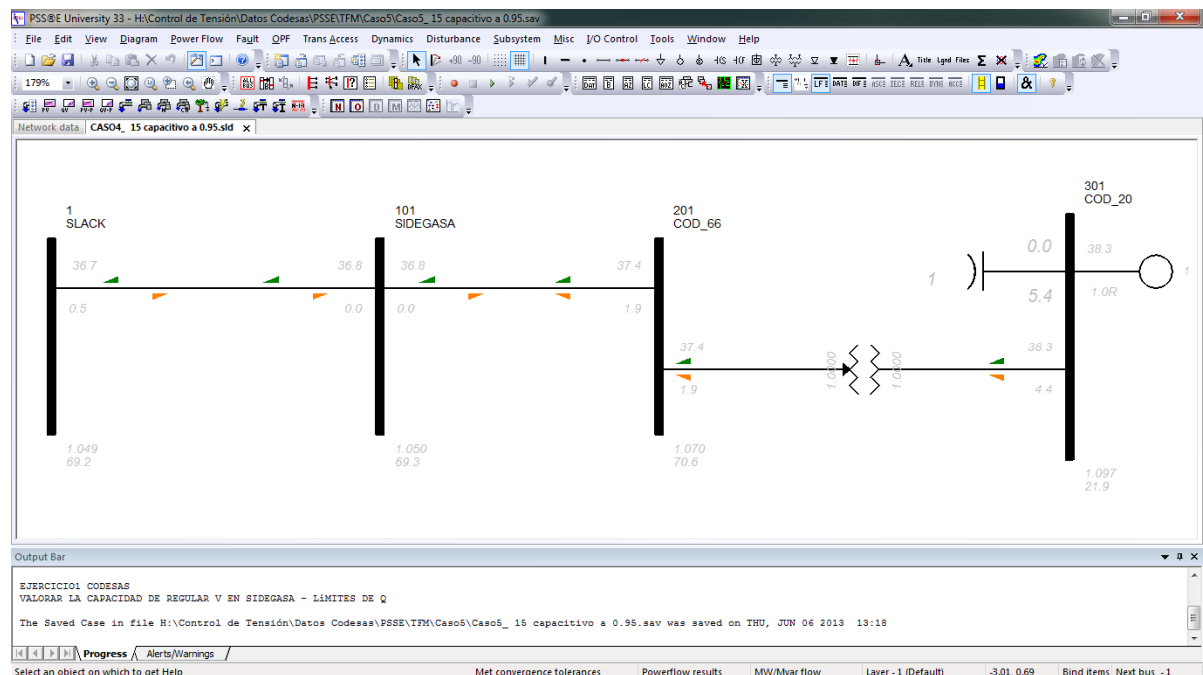 PSS®E University 33 - H:\Control de Tensión\Datos Codesas\PSSE\TFM\Caso5\Caso5_ 15 capacitivo a 0.95.sav
File Edit View Diagram Power Flow Fault OPF Trans Access Dynamics Disturbance Subsystem Misc I/O Control Tools Window Help
179%
Network data CASO4_ 15 capacitivo a 0.95.sld x
301
COD_20
1
SLACK
101
SIDEGASA
201
COD_66
36.7 36.8 36.8 37.4
0.0 38.3
1 1
5.4 1.0R
0.5 0.0 0.0 1.9
37.4 1.0000 1.0000 38.3
1.9 4.4
1.049
69.2
1.050
69.3
1.070
70.6
1.097
21.9
Output Bar
EJERCICIO1 CODESAS
VALORAR LA CAPACIDAD DE REGULAR V EN SIDEGASA - LíMITES DE Q
The Saved Case in file H:\Control de Tensión\Datos Codesas\PSSE\TFM\Caso5\Caso5_ 15 capacitivo a 0.95.sav was saved on THU, JUN 06 2013 13:18
Progress Alerts/Warnings
Select an object on which to get Help Met convergence tolerances Powerflow results MW/Mvar flow Layer - 1 (Default) -3.01, 0.69 Bind items Next bus - 1